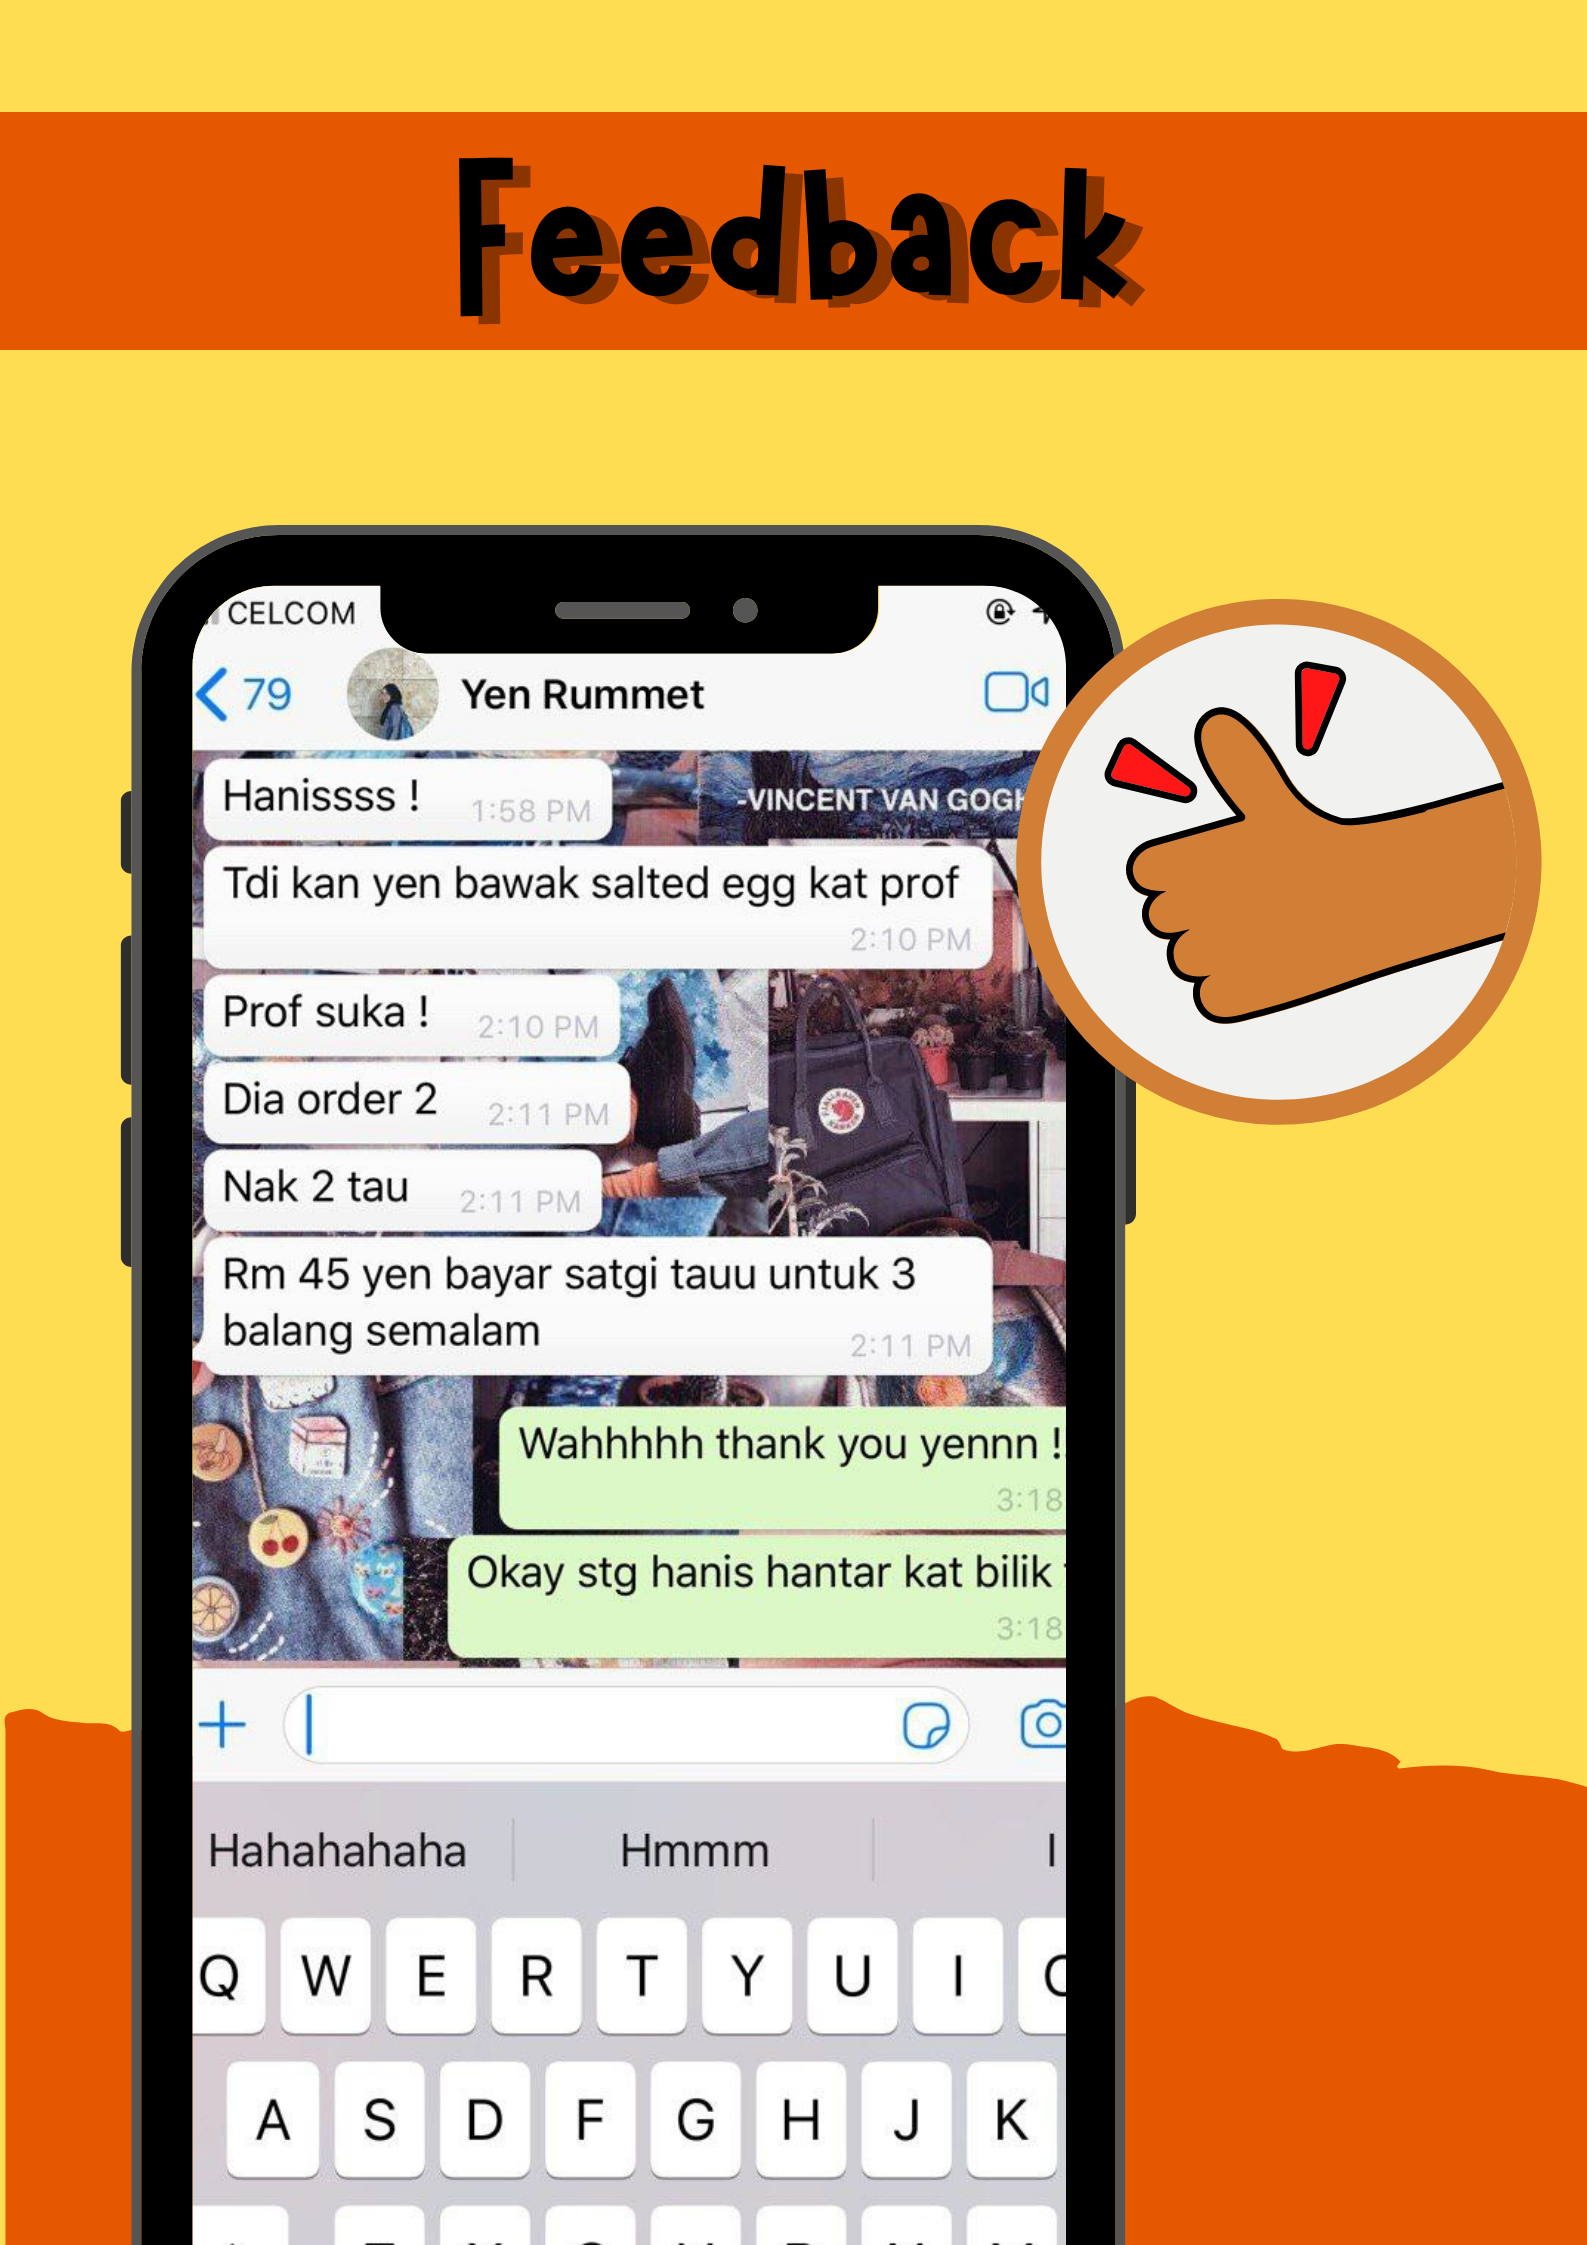 Feedback
CELCOM
79
Yen Rummet
Hanissss !
1:58 PM
-VINCENT VAN GOGH
Tdi kan yen bawak salted egg kat prof
2:10 PM
Prof suka !
2:10 PM
Dia order 2
2:11 PM
Nak 2 tau
2:11 PM
Rm 45 yen bayar satgi tauu untuk 3
balang semalam
2:11 PM
Wahhhhh thank you yennn !
3:18
Okay stg hanis hantar kat bilik
3:18
Hahahahaha
Hmmm
I
Q W E R T Y U I
A S D F G H J K